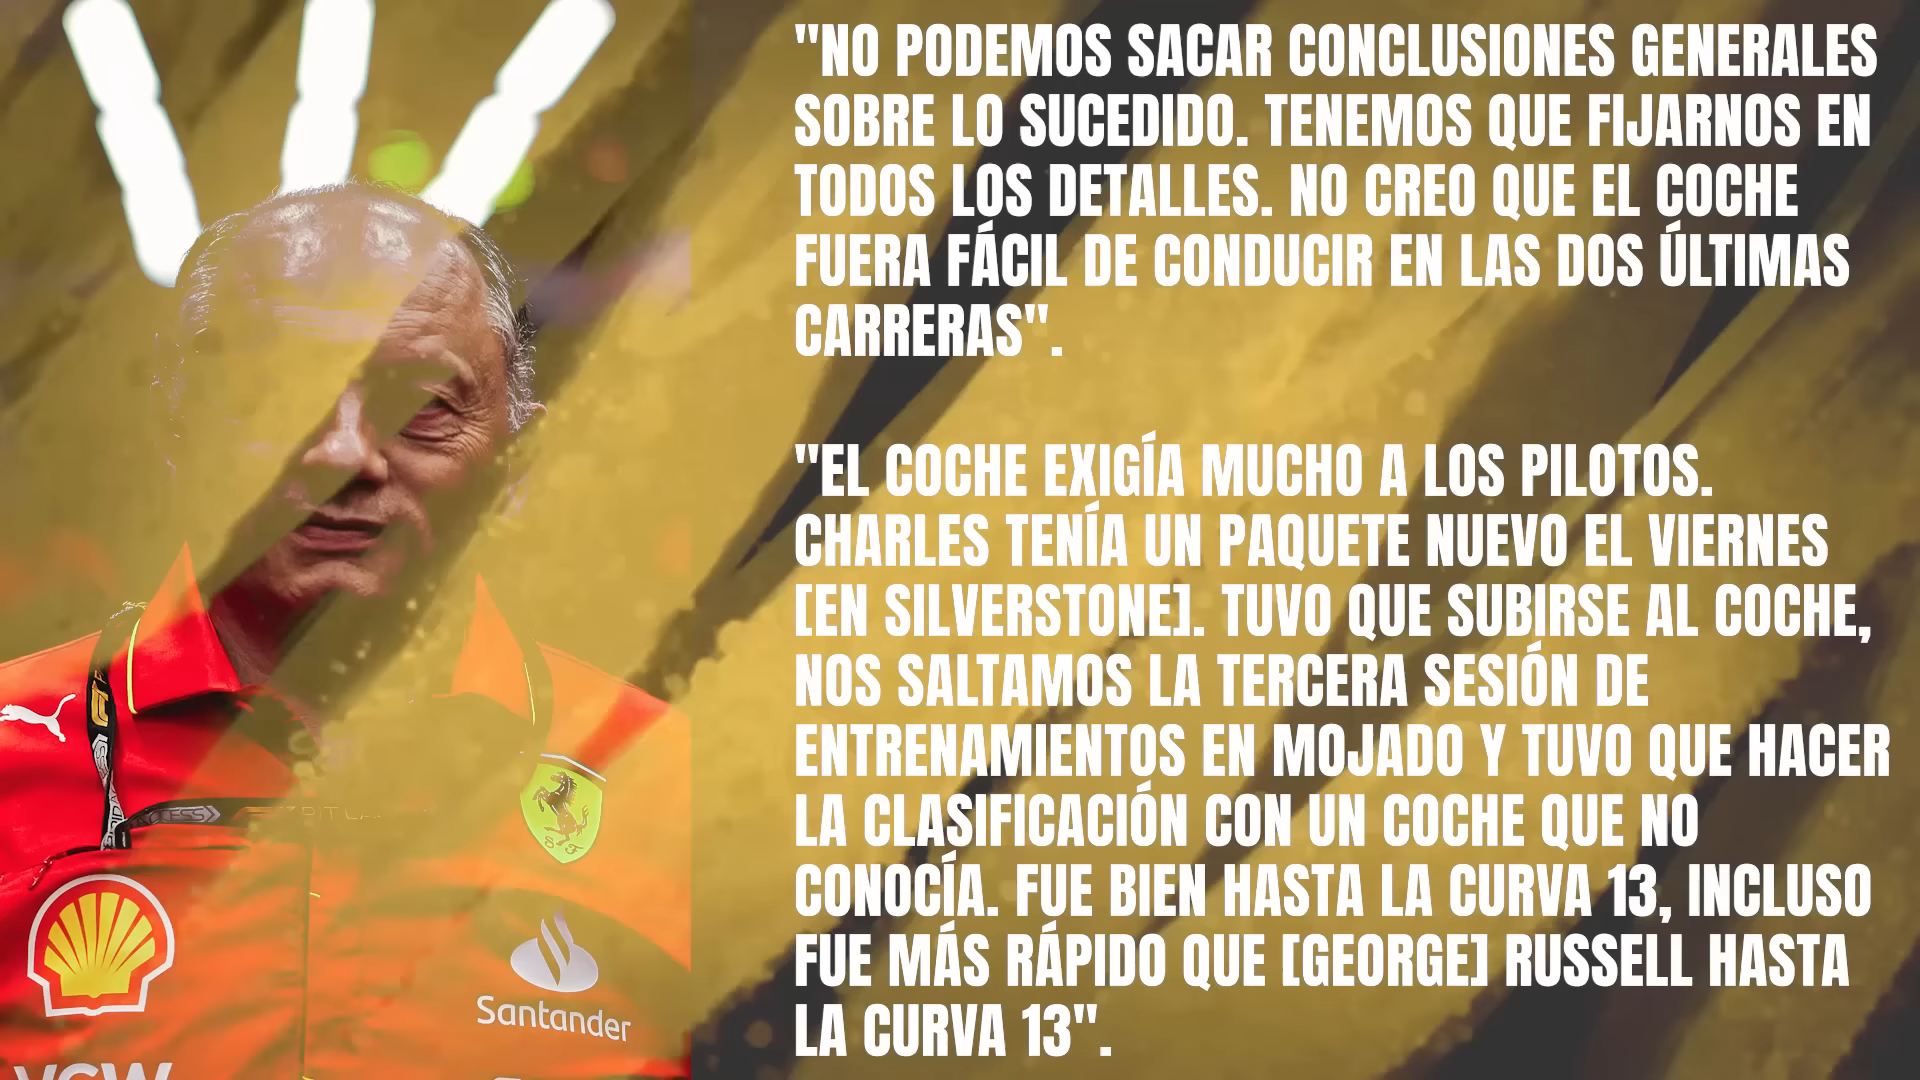 "NO PODEMOS SACAR CONCLUSIONES GENERALES
SOBRE LO SUCEDIDO. TENEMOS QUE FIJARNOS EN
TODOS LOS DETALLES. NO CREO QUE EL COCHE
FUERA FÁCIL DE CONDUCIR EN LAS DOS ÚLTIMAS
CARRERAS".
"EL COCHE EXIGÍA MUCHO A LOS PILOTOS.
CHARLES TENÍA UN PAQUETE NUEVO EL VIERNES
[EN SILVERSTONE]. TUVO QUE SUBIRSE AL COCHE,
NOS SALTAMOS LA TERCERA SESIÓN DE
ENTRENAMIENTOS EN MOJADO Y TUVO QUE HACER
LA CLASIFICACIÓN CON UN COCHE QUE NO
CONOCÍA. FUE BIEN HASTA LA CURVA 13, INCLUSO
FUE MÁS RÁPIDO QUE [GEORGE] RUSSELL HASTA
LA CURVA 13".
S F
Santander